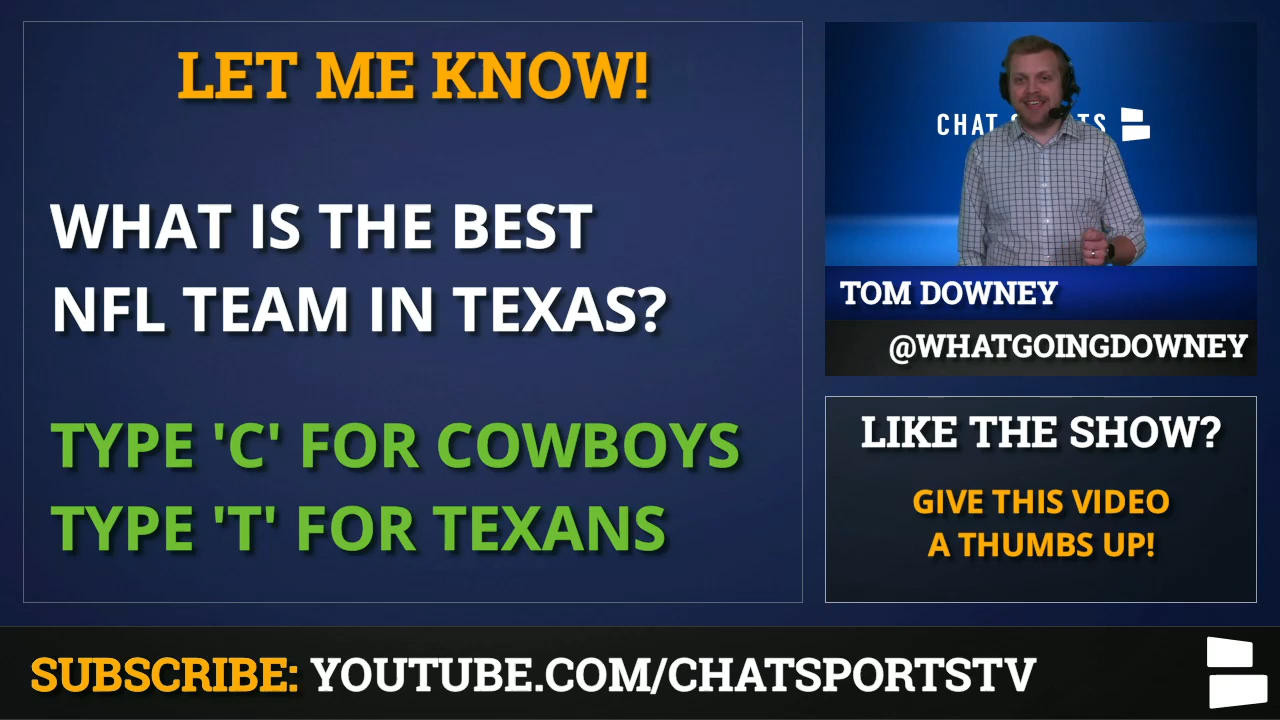 LET ME KNOW!
WHAT IS THE BEST
NFL TEAM IN TEXAS?
TYPE 'C' FOR COWBOYS
TYPE 'T' FOR TEXANS
CHAT
TOM DOWNEY
@WHATGOINGDOWNEY
LIKE THE SHOW?
GIVE THIS VIDEO
A THUMBS UP!
SUBSCRIBE: YOUTUBE.COM/CHATSPORTSTV